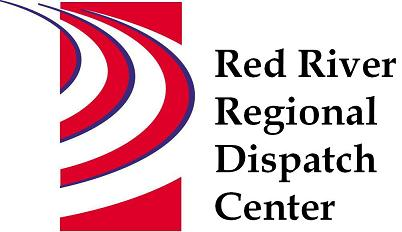 Red River
Regional
Dispatch
Center